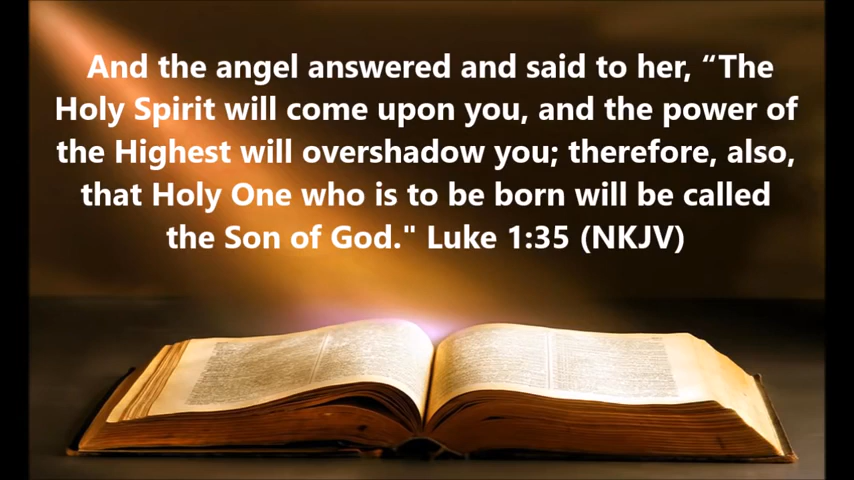 And the angel answered and said to her, “The
Holy Spirit will come upon you, and the power of
the Highest will overshadow you; therefore, also,
that Holy One who is to be born will be called
the Son of God." Luke 1:35 (NKJV)